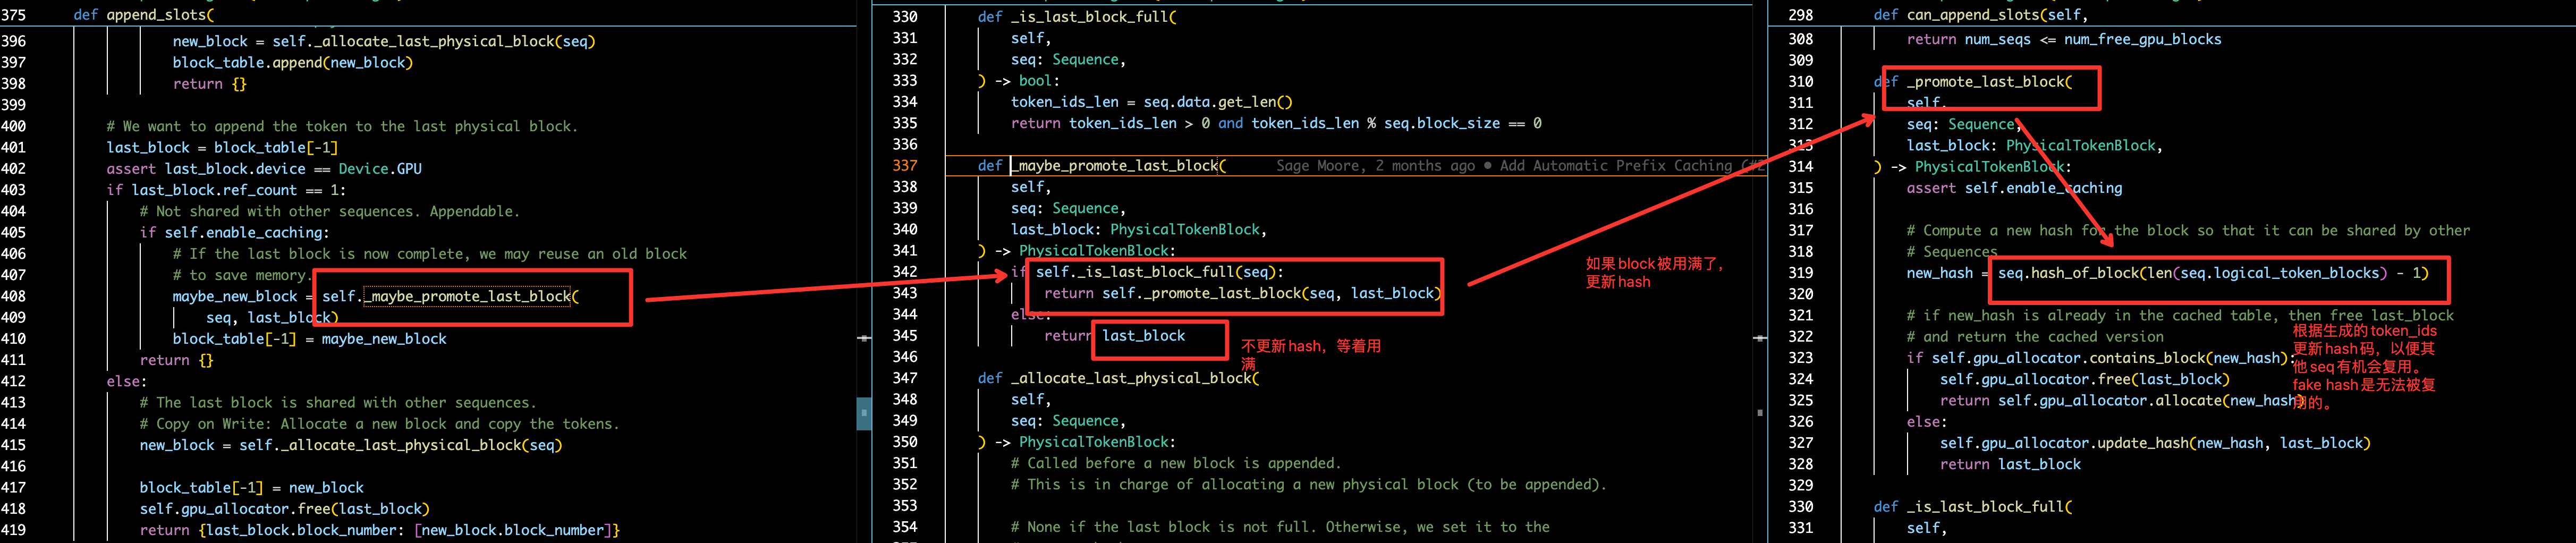 375 def append_slots(
396 new_block = self._allocate_last_physical_block(seq)
397 block_table.append(new_block)
398 return {}
399
400 # We want to append the token to the last physical block.
401 last_block = block_table[-1]
402 assert last_block.device == Device.GPU
403 if last_block.ref_count == 1:
404 # Not shared with other sequences. Appendable.
405 if self.enable_caching:
406 # If the last block is now complete, we may reuse an old block
407 # to save memory.
408 maybe_new_block = self._maybe_promote_last_block(
409 seq, last_block)
410 block_table[-1] = maybe_new_block
411 return {}
412 else:
413 # The last block is shared with other sequences.
414 # Copy on Write: Allocate a new block and copy the tokens.
415 new_block = self._allocate_last_physical_block(seq)
416
417 block_table[-1] = new_block
418 self.gpu_allocator.free(last_block)
419 return {last_block.block_number: [new_block.block_number]}
330 def _is_last_block_full(
331 self,
332 seq: Sequence,
333 ) -> bool:
334 token_ids_len = seq.data.get_len()
335 return token_ids_len > 0 and token_ids_len % seq.block_size == 0
336
337 def _maybe_promote_last_block( Sage Moore, 2 months ago • Add Automatic Prefix Caching (#2
338 self,
339 seq: Sequence,
340 last_block: PhysicalTokenBlock,
341 ) -> PhysicalTokenBlock:
342 if self._is_last_block_full(seq):
343 return self._promote_last_block(seq, last_block)
344 else:
345 return last_block
346
347 def _allocate_last_physical_block(
348 self,
349 seq: Sequence,
350 ) -> PhysicalTokenBlock:
351 # Called before a new block is appended.
352 # This is in charge of allocating a new physical block (to be appended).
353
354 # None if the last block is not full. Otherwise, we set it to the
如果block被用满了，
更新hash
不更新hash，等着用
满
298 def can_append_slots(self,
308 return num_seqs <= num_free_gpu_blocks
309
310 def _promote_last_block(
311 self,
312 seq: Sequence,
313 last_block: PhysicalTokenBlock,
314 ) -> PhysicalTokenBlock:
315 assert self.enable_caching
316
317 # Compute a new hash for the block so that it can be shared by other
318 # Sequences
319 new_hash = seq.hash_of_block(len(seq.logical_token_blocks) - 1)
320
321 # if new_hash is already in the cached table, then free last_block
322 # and return the cached version
323 if self.gpu_allocator.contains_block(new_hash):
324 self.gpu_allocator.free(last_block)
325 return self.gpu_allocator.allocate(new_hash)
326 else:
327 self.gpu_allocator.update_hash(new_hash, last_block)
328 return last_block
329
330 def _is_last_block_full(
331 self,
根据生成的token_ids
更新hash码，以便其
他seq有机会复用。
fake hash是无法被复
用的。